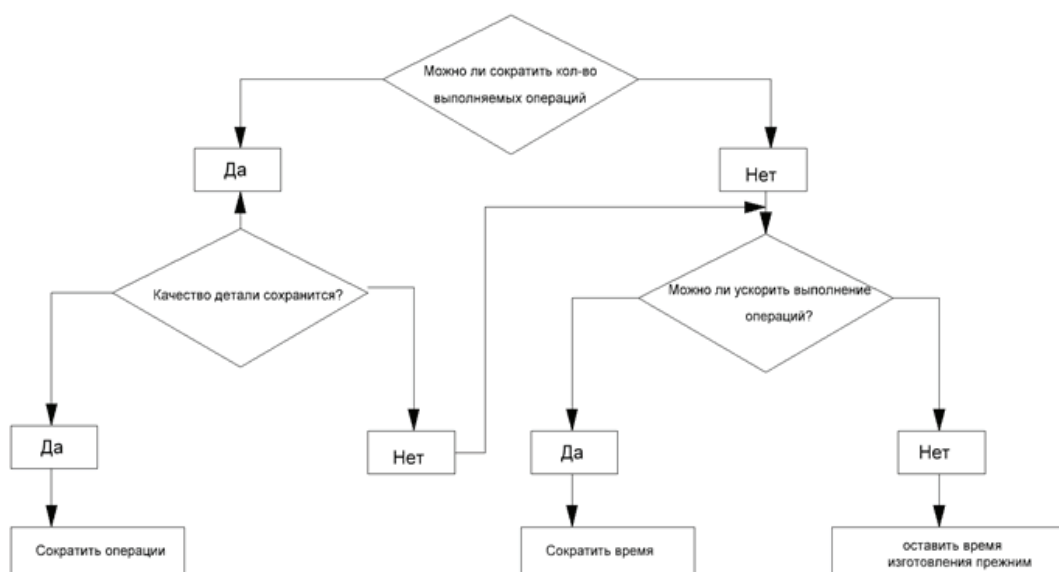 Можно ли сократить кол-во
выполняемых операций
Да
Нет
Качество детали сохранится?
Можно ли ускорить выполнение
операций?
Да
Нет
Да
Нет
Сократить операции
Сократить время
оставить время
изготовления прежним